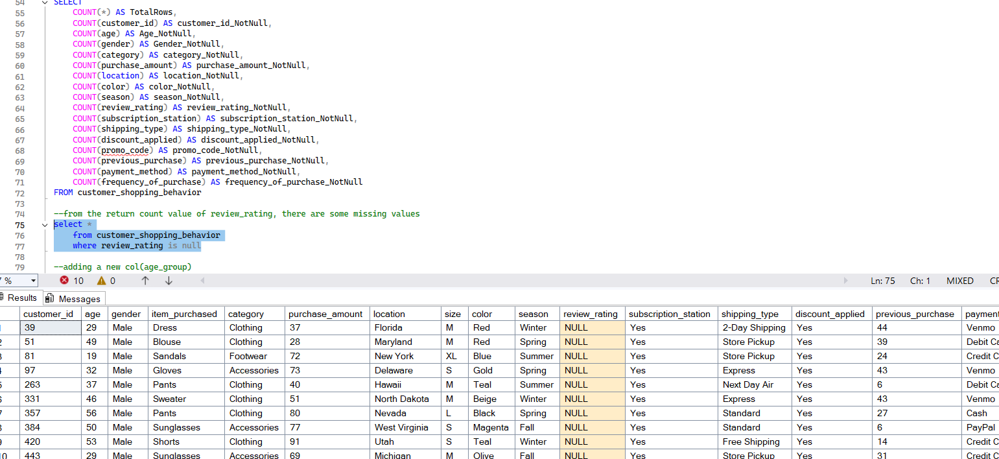 54 SELECT
55 COUNT(*) AS TotalRows,
56 COUNT(customer_id) AS customer_id_NotNull,
57 COUNT(age) AS Age_NotNull,
58 COUNT(gender) AS Gender_NotNull,
59 COUNT(category) AS category_NotNull,
60 COUNT(purchase_amount) AS purchase_amount_NotNull,
61 COUNT(location) AS location_NotNull,
62 COUNT(color) AS color_NotNull,
63 COUNT(season) AS season_NotNull,
64 COUNT(review_rating) AS review_rating_NotNull,
65 COUNT(subscription_station) AS subscription_station_NotNull,
66 COUNT(shipping_type) AS shipping_type_NotNull,
67 COUNT(discount_applied) AS discount_applied_NotNull,
68 COUNT(promo_code) AS promo_code_NotNull,
69 COUNT(previous_purchase) AS previous_purchase_NotNull,
70 COUNT(payment_method) AS payment_method_NotNull,
71 COUNT(frequency_of_purchase) AS frequency_of_purchase_NotNull
72 FROM customer_shopping_behavior
73
74 --from the return count value of review_rating, there are some missing values
75 select *
76 from customer_shopping_behavior
77 where review_rating is null
78
79 --adding a new col(age_group)
% 10 0 Ln: 75 Ch: 1 MIXED CR
Results Messages
customer_id age gender item_purchased category purchase_amount location size color season review_rating subscription_station shipping_type discount_applied previous_purchase payment
39 29 Male Dress Clothing 37 Florida M Red Winter NULL Yes 2-Day Shipping Yes 44 Venmo
51 49 Male Blouse Clothing 28 Maryland M Red Spring NULL Yes Store Pickup Yes 39 Debit Ca
81 19 Male Sandals Footwear 72 New York XL Blue Summer NULL Yes Store Pickup Yes 24 Credit C
97 32 Male Gloves Accessories 73 Delaware S Gold Spring NULL Yes Express Yes 43 Venmo
263 37 Male Pants Clothing 40 Hawaii M Teal Summer NULL Yes Next Day Air Yes 6 Debit Ca
331 46 Male Sweater Clothing 51 North Dakota M Beige Winter NULL Yes Express Yes 43 Venmo
357 56 Male Pants Clothing 80 Nevada L Black Spring NULL Yes Standard Yes 27 Cash
384 50 Male Sunglasses Accessories 77 West Virginia S Magenta Fall NULL Yes Standard Yes 6 PayPal
420 53 Male Shorts Clothing 91 Utah S Teal Winter NULL Yes Free Shipping Yes 14 Credit C
443 29 Male Sunglasses Accessories 69 Michigan M Olive Fall NULL Yes Store Pickup Yes 31 Credit C